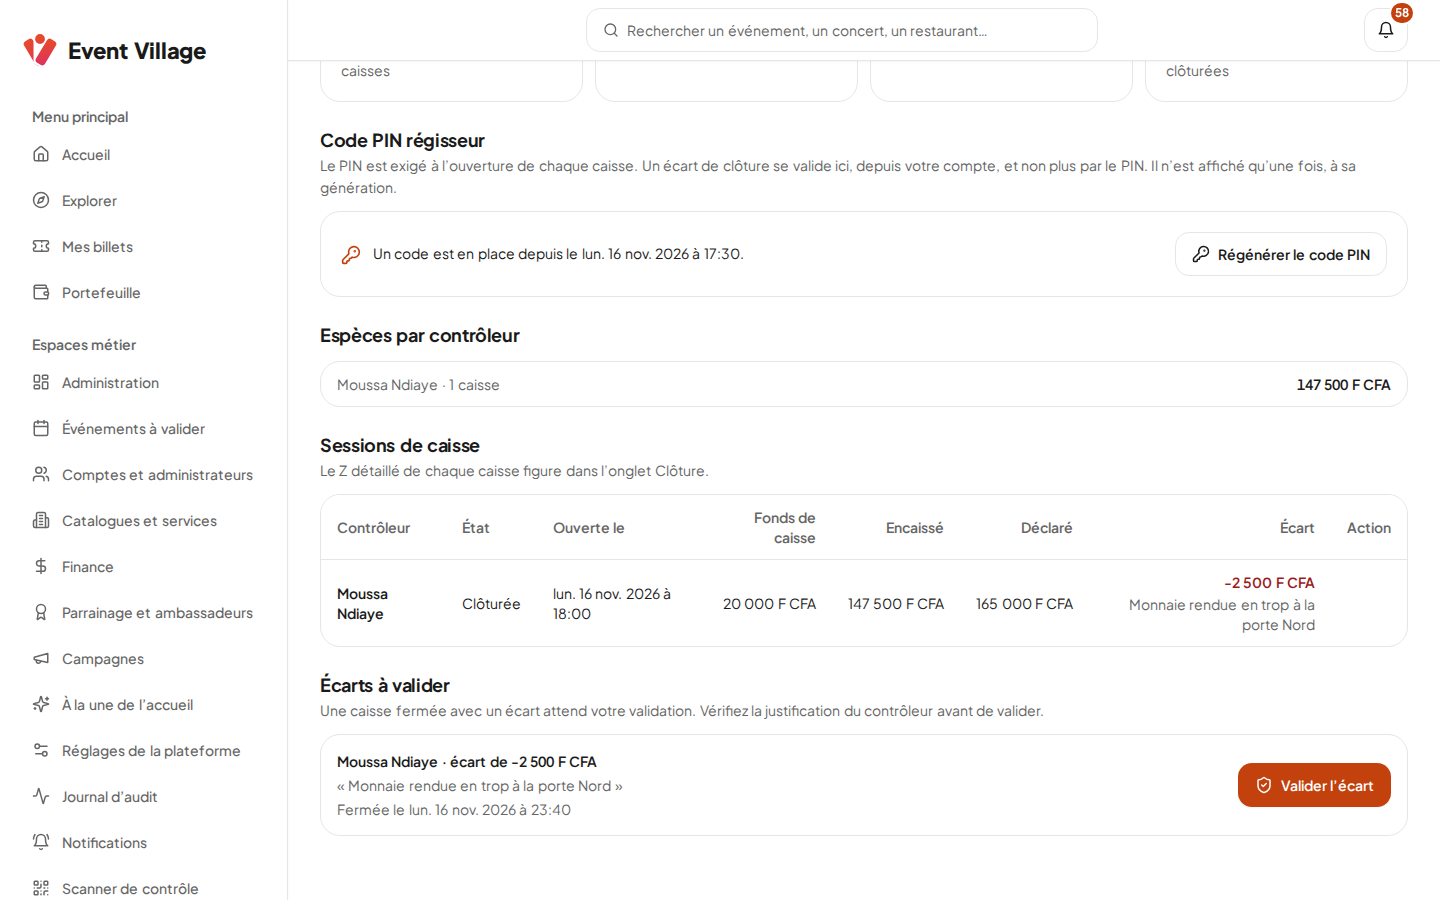 Event Village
Rechercher un événement, un concert, un restaurant...
58
Menu principal
Accueil
Explorer
Mes billets
Portefeuille
Espaces métier
Administration
Événements à valider
Comptes et administrateurs
Catalogues et services
Finance
Parrainage et ambassadeurs
Campagnes
À la une de l'accueil
Réglages de la plateforme
Journal d'audit
Notifications
Scanner de contrôle
caisses
clôturées
Code PIN régisseur
Le PIN est exigé à l'ouverture de chaque caisse. Un écart de clôture se valide ici, depuis votre compte, et non plus par le PIN. Il n'est affiché qu'une fois, à sa
génération.
Un code est en place depuis le lun. 16 nov. 2026 à 17:30.
Régénérer le code PIN
Espèces par contrôleur
Moussa Ndiaye · 1 caisse
147 500 F CFA
Sessions de caisse
Le Z détaillé de chaque caisse figure dans l'onglet Clôture.
Contrôleur
État
Ouverte le
Fonds de
caisse
Encaissé
Déclaré
Écart
Action
Moussa
Ndiaye
Clôturée
lun. 16 nov. 2026 à
18:00
20 000 F CFA
147 500 F CFA
165 000 F CFA
-2 500 F CFA
Monnaie rendue en trop à la
porte Nord
Écarts à valider
Une caisse fermée avec un écart attend votre validation. Vérifiez la justification du contrôleur avant de valider.
Moussa Ndiaye · écart de -2 500 F CFA
« Monnaie rendue en trop à la porte Nord »
Fermée le lun. 16 nov. 2026 à 23:40
Valider l'écart